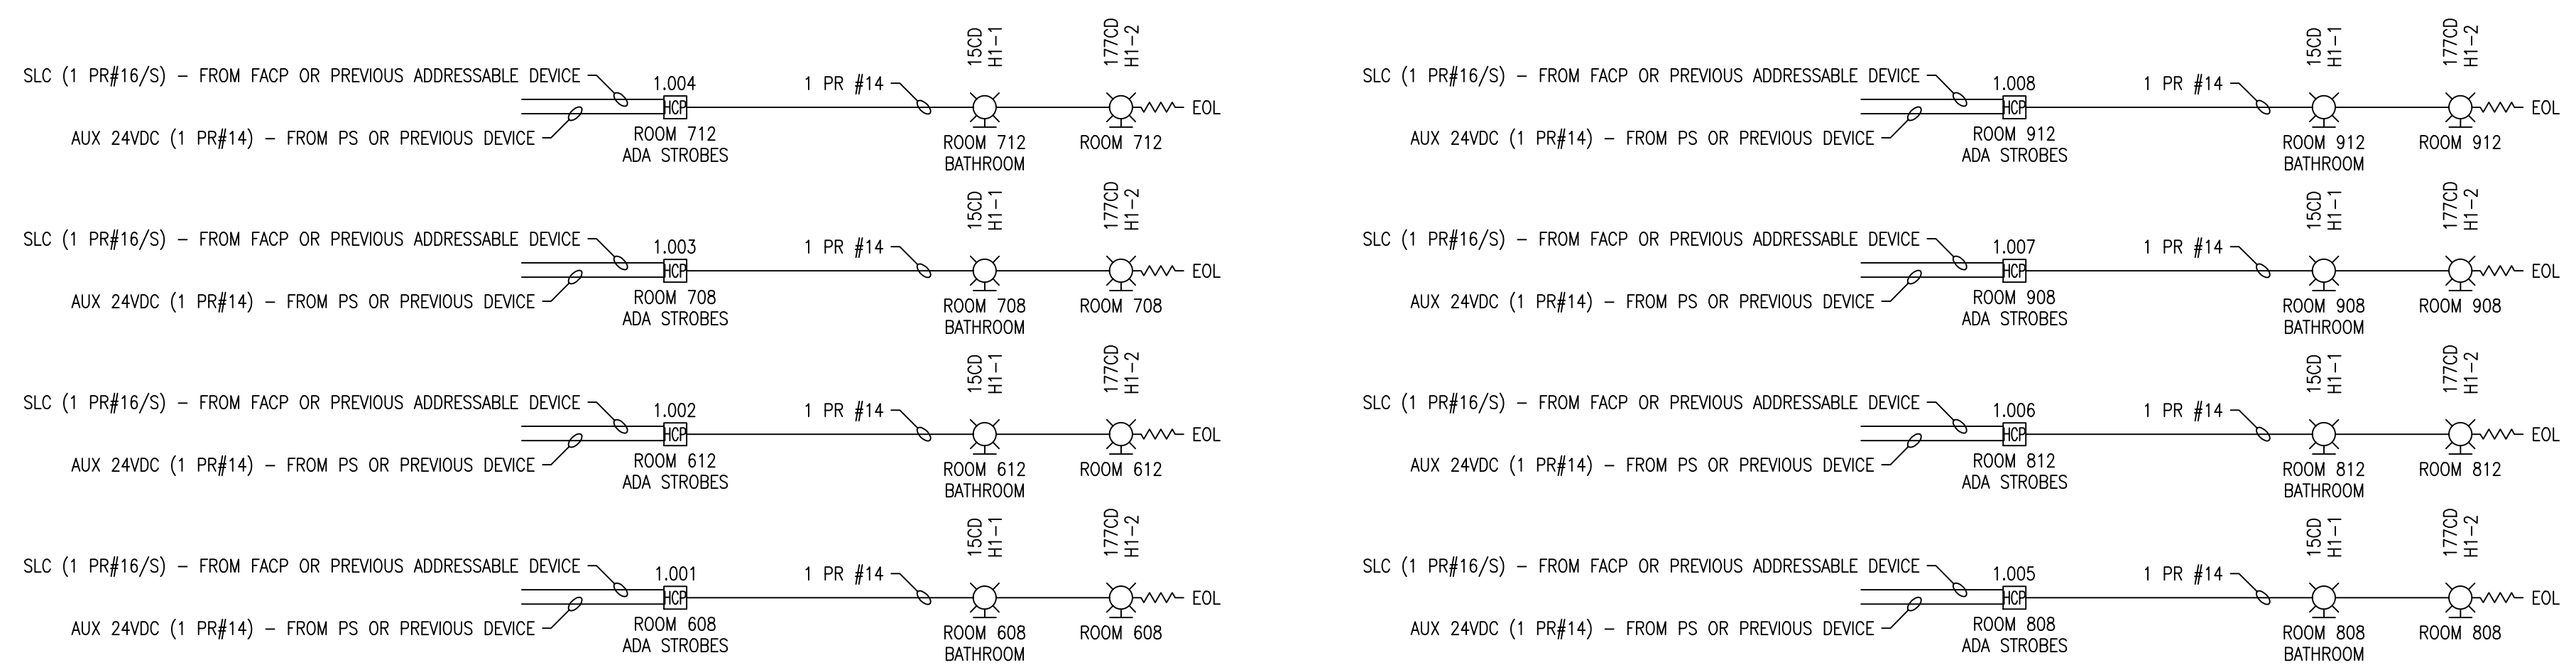 15CD
H1-1
177CD
H1-2
SLC (1 PR#16/S) - FROM FACP OR PREVIOUS ADDRESSABLE DEVICE
1.004
1 PR #14
HCP
EOL
AUX 24VDC (1 PR#14) - FROM PS OR PREVIOUS DEVICE
ROOM 712
ADA STROBES
ROOM 712
BATHROOM
ROOM 712
15CD
H1-1
177CD
H1-2
SLC (1 PR#16/S) - FROM FACP OR PREVIOUS ADDRESSABLE DEVICE
1.003
1 PR #14
HCP
EOL
AUX 24VDC (1 PR#14) - FROM PS OR PREVIOUS DEVICE
ROOM 708
ADA STROBES
ROOM 708
BATHROOM
ROOM 708
15CD
H1-1
177CD
H1-2
SLC (1 PR#16/S) - FROM FACP OR PREVIOUS ADDRESSABLE DEVICE
1.002
1 PR #14
HCP
EOL
AUX 24VDC (1 PR#14) - FROM PS OR PREVIOUS DEVICE
ROOM 612
ADA STROBES
ROOM 612
BATHROOM
ROOM 612
15CD
H1-1
177CD
H1-2
SLC (1 PR#16/S) - FROM FACP OR PREVIOUS ADDRESSABLE DEVICE
1.001
1 PR #14
HCP
EOL
AUX 24VDC (1 PR#14) - FROM PS OR PREVIOUS DEVICE
ROOM 608
ADA STROBES
ROOM 608
BATHROOM
ROOM 608
15CD
H1-1
177CD
H1-2
SLC (1 PR#16/S) - FROM FACP OR PREVIOUS ADDRESSABLE DEVICE
1.008
1 PR #14
HCP
EOL
AUX 24VDC (1 PR#14) - FROM PS OR PREVIOUS DEVICE
ROOM 912
ADA STROBES
ROOM 912
BATHROOM
ROOM 912
15CD
H1-1
177CD
H1-2
SLC (1 PR#16/S) - FROM FACP OR PREVIOUS ADDRESSABLE DEVICE
1.007
1 PR #14
HCP
EOL
AUX 24VDC (1 PR#14) - FROM PS OR PREVIOUS DEVICE
ROOM 908
ADA STROBES
ROOM 908
BATHROOM
ROOM 908
15CD
H1-1
177CD
H1-2
SLC (1 PR#16/S) - FROM FACP OR PREVIOUS ADDRESSABLE DEVICE
1.006
1 PR #14
HCP
EOL
AUX 24VDC (1 PR#14) - FROM PS OR PREVIOUS DEVICE
ROOM 812
ADA STROBES
ROOM 812
BATHROOM
ROOM 812
15CD
H1-1
177CD
H1-2
SLC (1 PR#16/S) - FROM FACP OR PREVIOUS ADDRESSABLE DEVICE
1.005
1 PR #14
HCP
EOL
AUX 24VDC (1 PR#14) - FROM PS OR PREVIOUS DEVICE
ROOM 808
ADA STROBES
ROOM 808
BATHROOM
ROOM 808